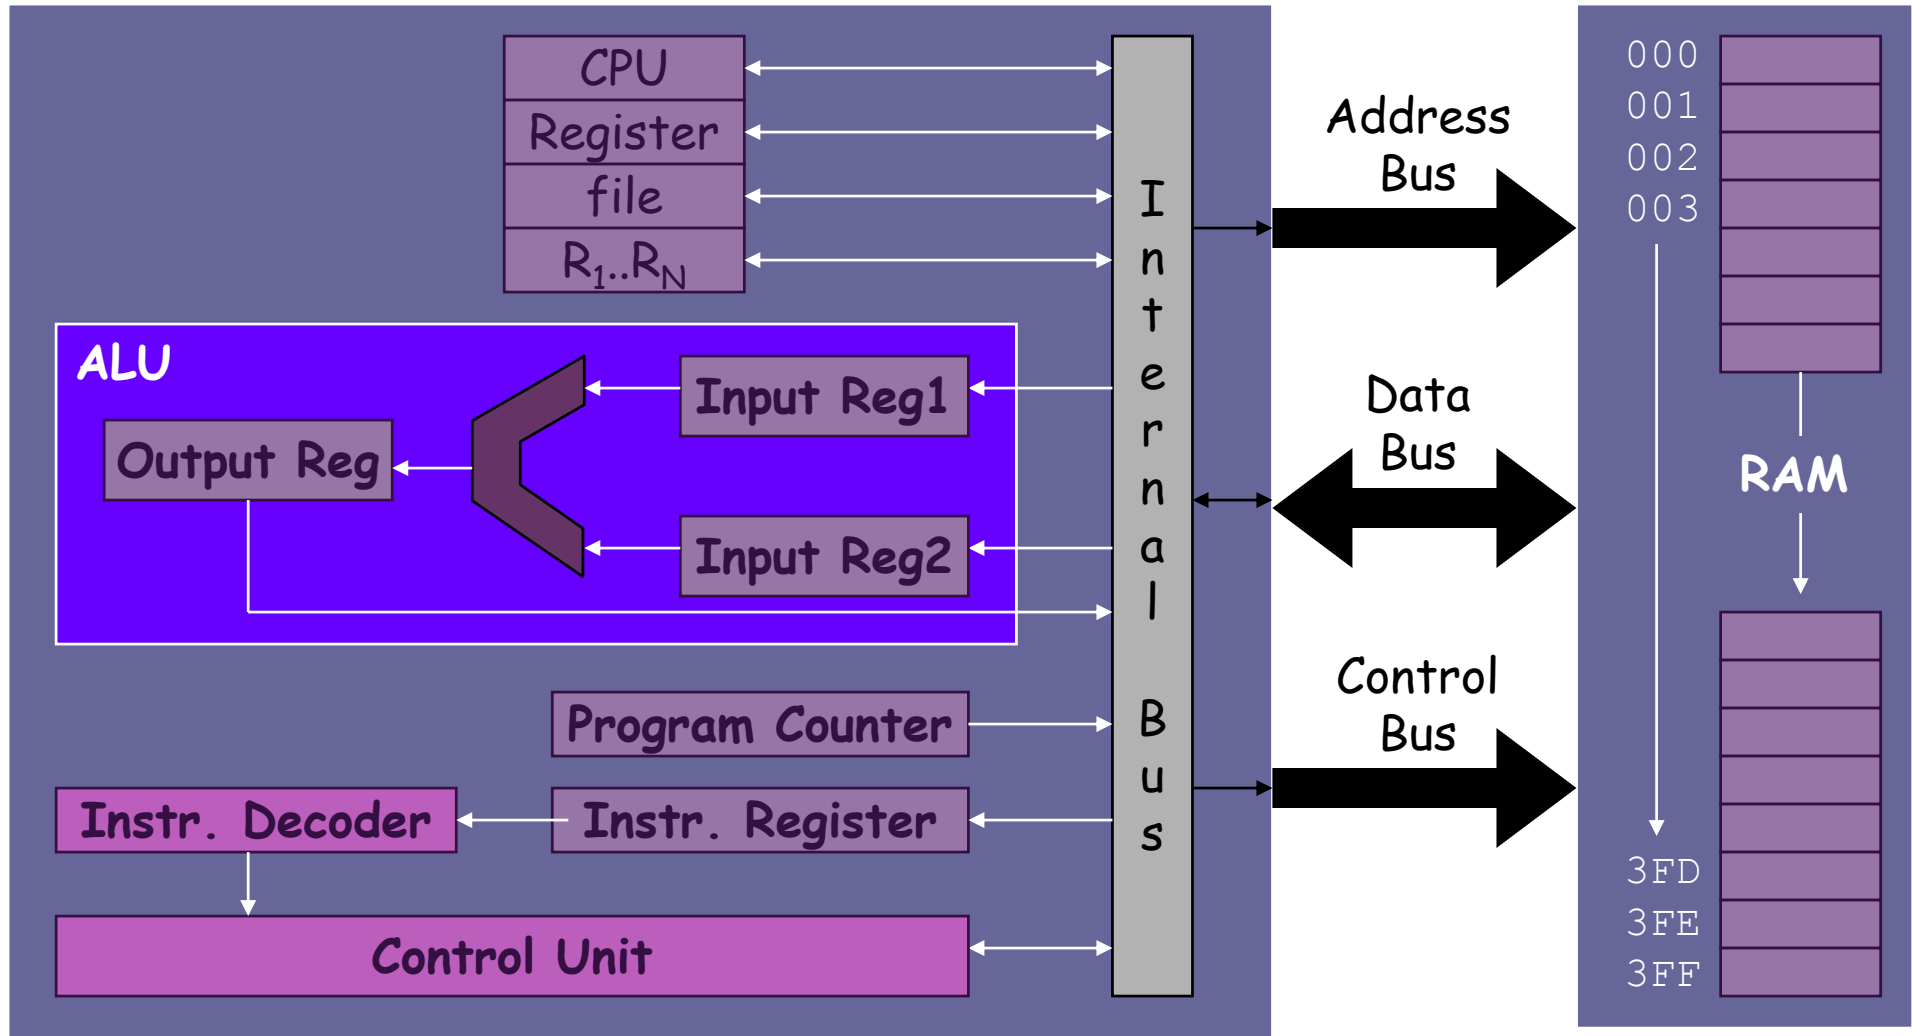 CPU
Register
file
R1..RN
ALU
Input Reg1
Output Reg
Input Reg2
Program Counter
Instr. Decoder
Instr. Register
Control Unit
Internal Bus
Address
Bus
Data
Bus
Control
Bus
000
001
002
003
RAM
3FD
3FE
3FF